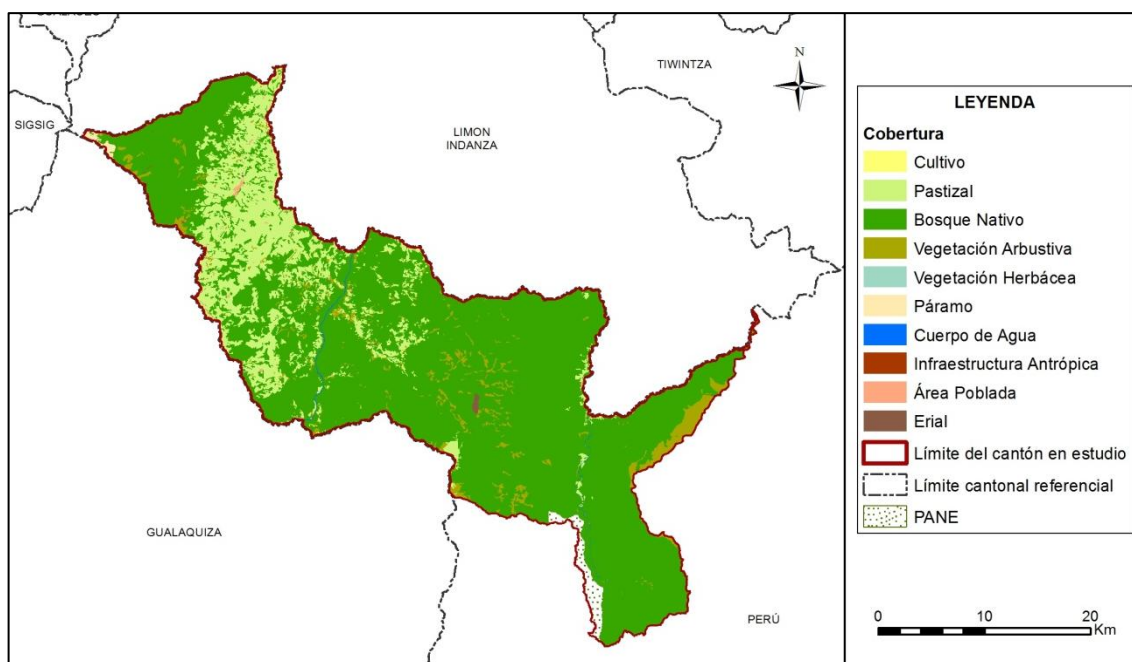 SIGSIG
TIWINTZA
N
LIMON
INDANZA
GUALAQUIZA
PERÚ
LEYENDA
Cobertura
Cultivo
Pastizal
Bosque Nativo
Vegetación Arbustiva
Vegetación Herbácea
Páramo
Cuerpo de Agua
Infraestructura Antrópica
Área Poblada
Erial
Límite del cantón en estudio
Límite cantonal referencial
PANE
0 10 20
Km